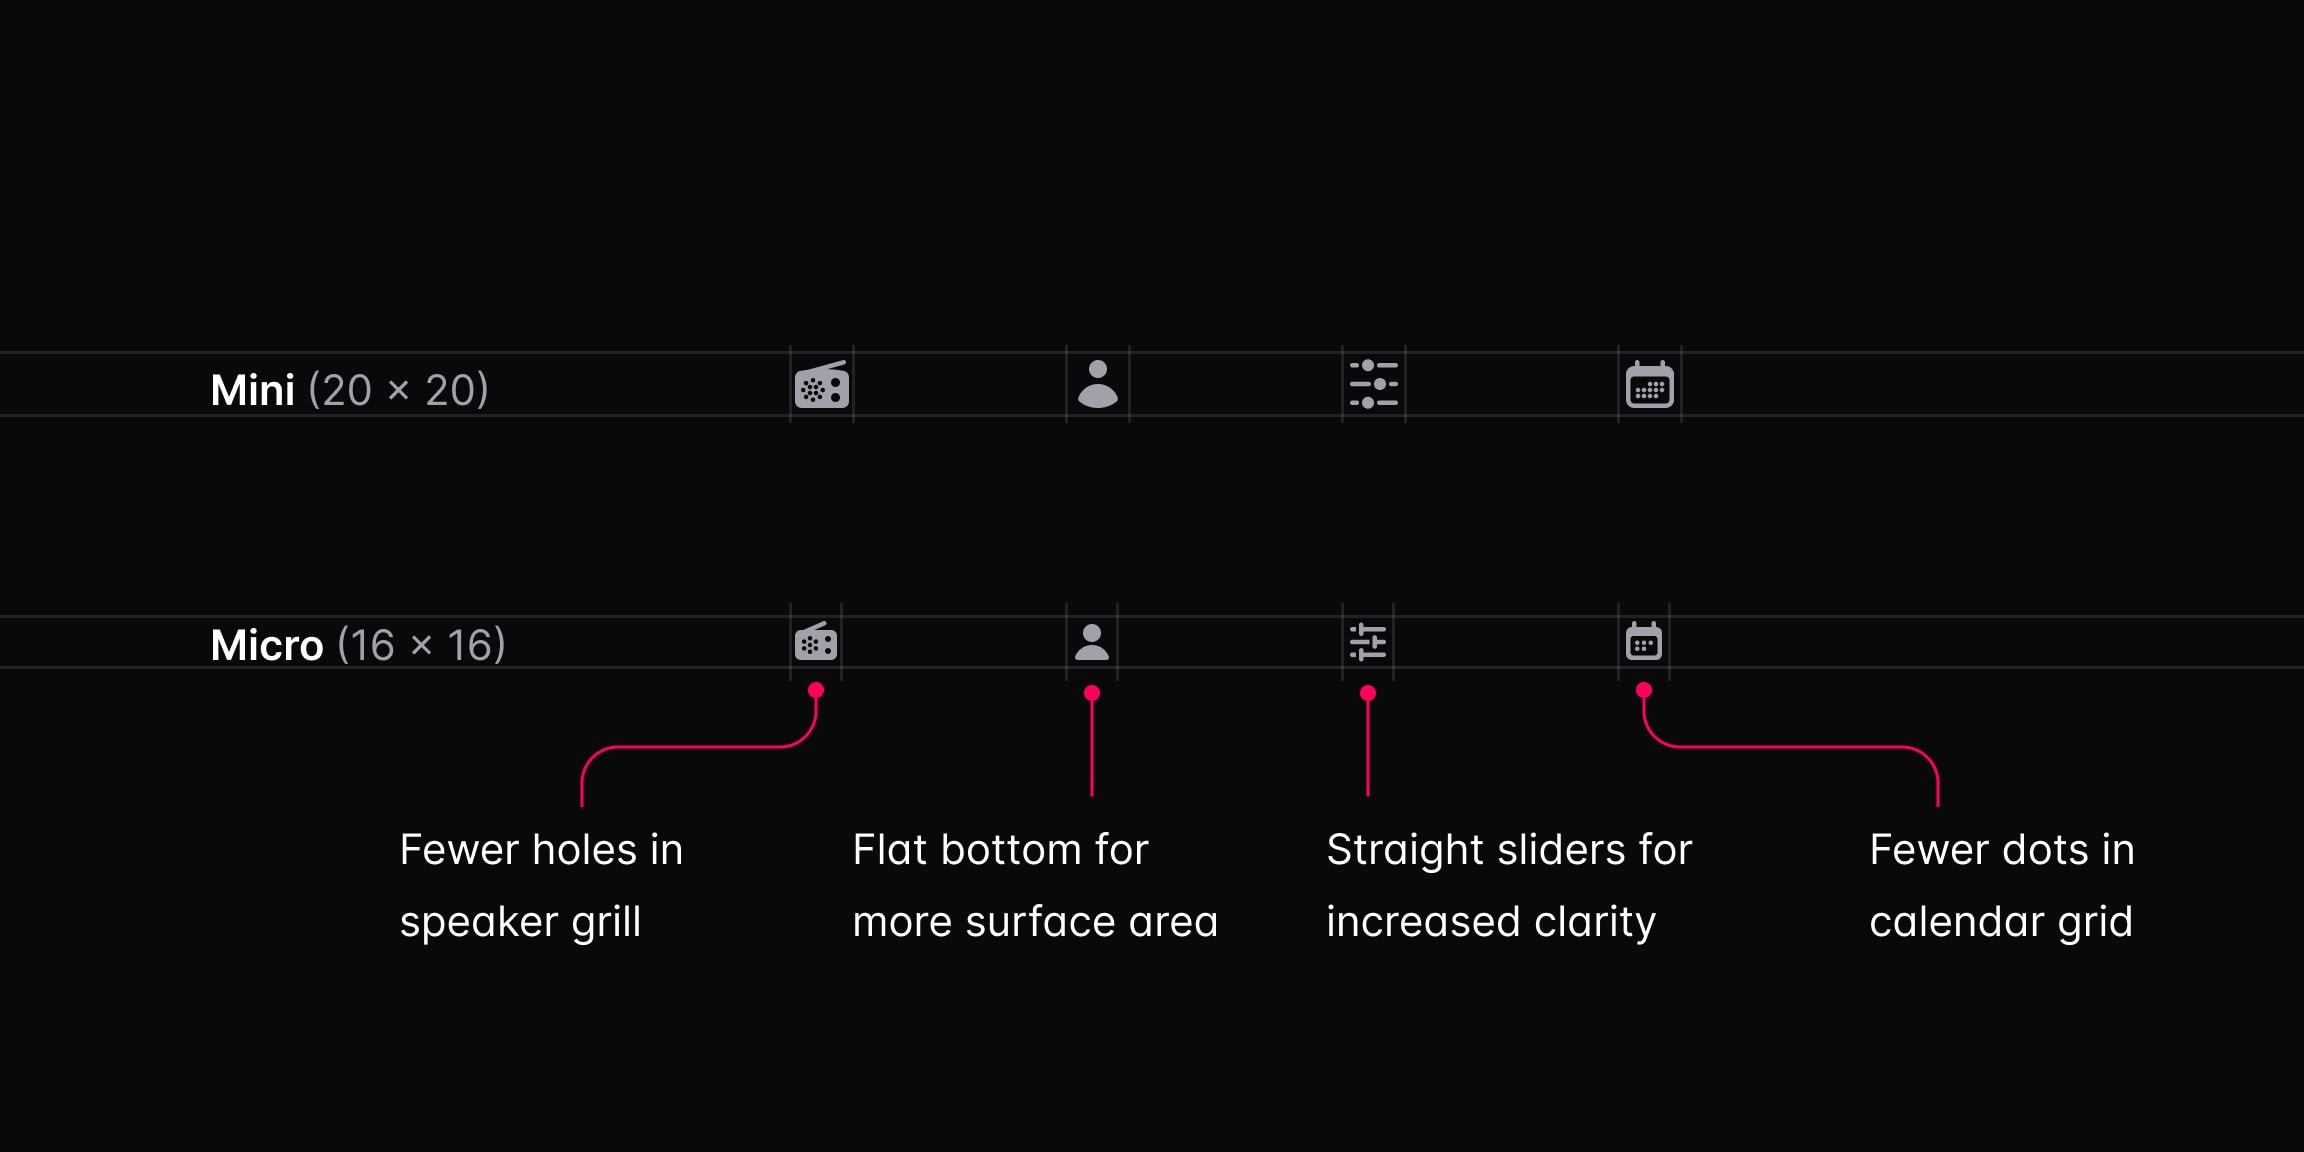 Mini (20 × 20)
Micro (16 × 16)
Fewer holes in
speaker grill
Flat bottom for
more surface area
Straight sliders for
increased clarity
Fewer dots in
calendar grid